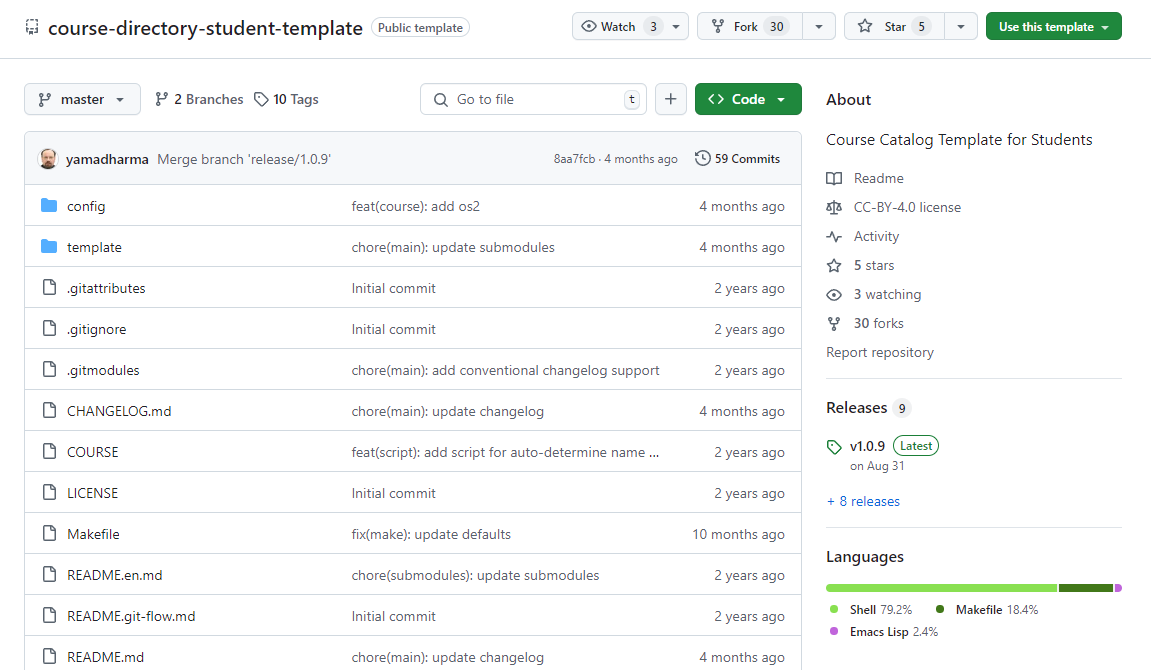 course-directory-student-template Public template Watch 3 Fork 30 Star 5 Use this template
master 2 Branches 10 Tags Go to file t + <> Code
yamadharma Merge branch 'release/1.0.9' 8aa7fcb · 4 months ago 59 Commits
config feat(course): add os2 4 months ago
template chore(main): update submodules 4 months ago
.gitattributes Initial commit 2 years ago
.gitignore Initial commit 2 years ago
.gitmodules chore(main): add conventional changelog support 2 years ago
CHANGELOG.md chore(main): update changelog 4 months ago
COURSE feat(script): add script for auto-determine name ... 2 years ago
LICENSE Initial commit 2 years ago
Makefile fix(make): update defaults 10 months ago
README.en.md chore(submodules): update submodules 2 years ago
README.git-flow.md Initial commit 2 years ago
README.md chore(main): update changelog 4 months ago
About
Course Catalog Template for Students
Readme
CC-BY-4.0 license
Activity
5 stars
3 watching
30 forks
Report repository
Releases 9
v1.0.9 Latest
on Aug 31
+ 8 releases
Languages
Shell 79.2% Makefile 18.4%
Emacs Lisp 2.4%